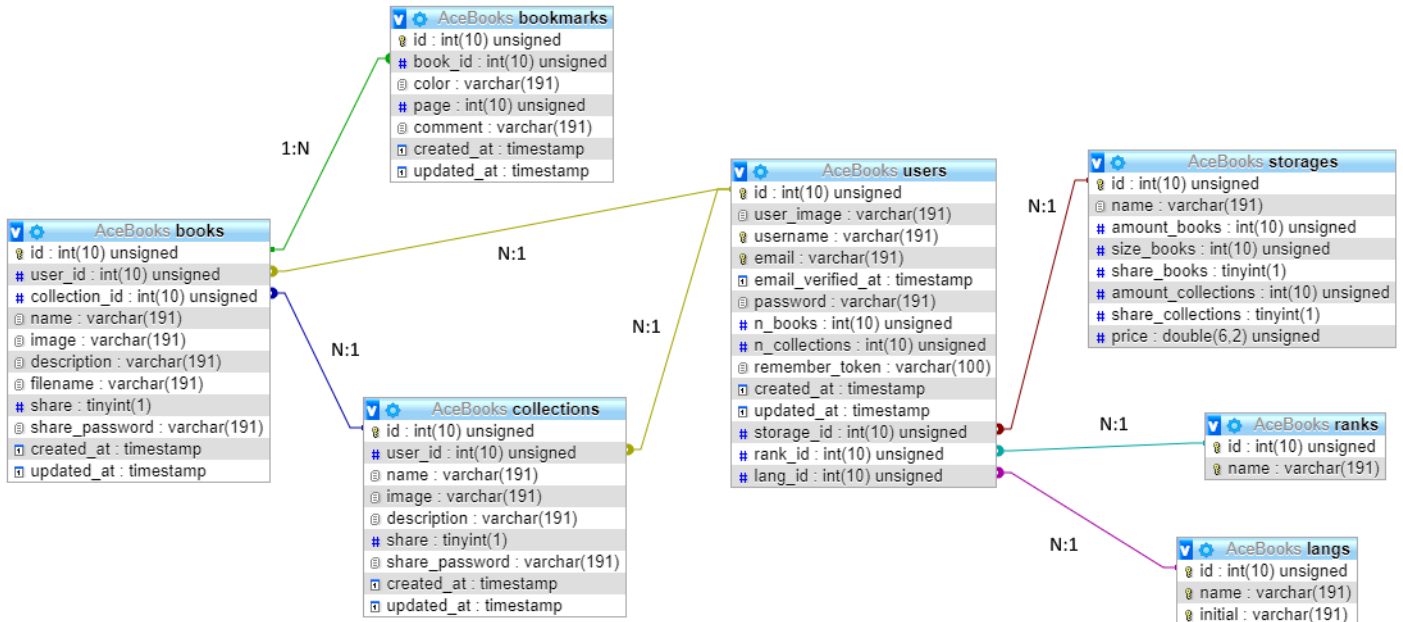 AceBooks bookmarks
id : int(10) unsigned
book_id : int(10) unsigned
color : varchar(191)
page : int(10) unsigned
comment : varchar(191)
created_at : timestamp
updated_at : timestamp
1:N
AceBooks books
id : int(10) unsigned
user_id : int(10) unsigned
collection_id : int(10) unsigned
name : varchar(191)
image : varchar(191)
description : varchar(191)
filename : varchar(191)
share : tinyint(1)
share_password : varchar(191)
created_at : timestamp
updated_at : timestamp
N:1
N:1
N:1
AceBooks collections
id : int(10) unsigned
user_id : int(10) unsigned
name : varchar(191)
image : varchar(191)
description : varchar(191)
share : tinyint(1)
share_password : varchar(191)
created_at : timestamp
updated_at : timestamp
AceBooks users
id : int(10) unsigned
user_image : varchar(191)
username : varchar(191)
email : varchar(191)
email_verified_at : timestamp
password : varchar(191)
n_books : int(10) unsigned
n_collections : int(10) unsigned
remember_token : varchar(100)
created_at : timestamp
updated_at : timestamp
storage_id : int(10) unsigned
rank_id : int(10) unsigned
lang_id : int(10) unsigned
N:1
AceBooks storages
id : int(10) unsigned
name : varchar(191)
amount_books : int(10) unsigned
size_books : int(10) unsigned
share_books : tinyint(1)
amount_collections : int(10) unsigned
share_collections : tinyint(1)
price : double(6,2) unsigned
N:1
AceBooks ranks
id : int(10) unsigned
name : varchar(191)
N:1
AceBooks langs
id : int(10) unsigned
name : varchar(191)
initial : varchar(191)